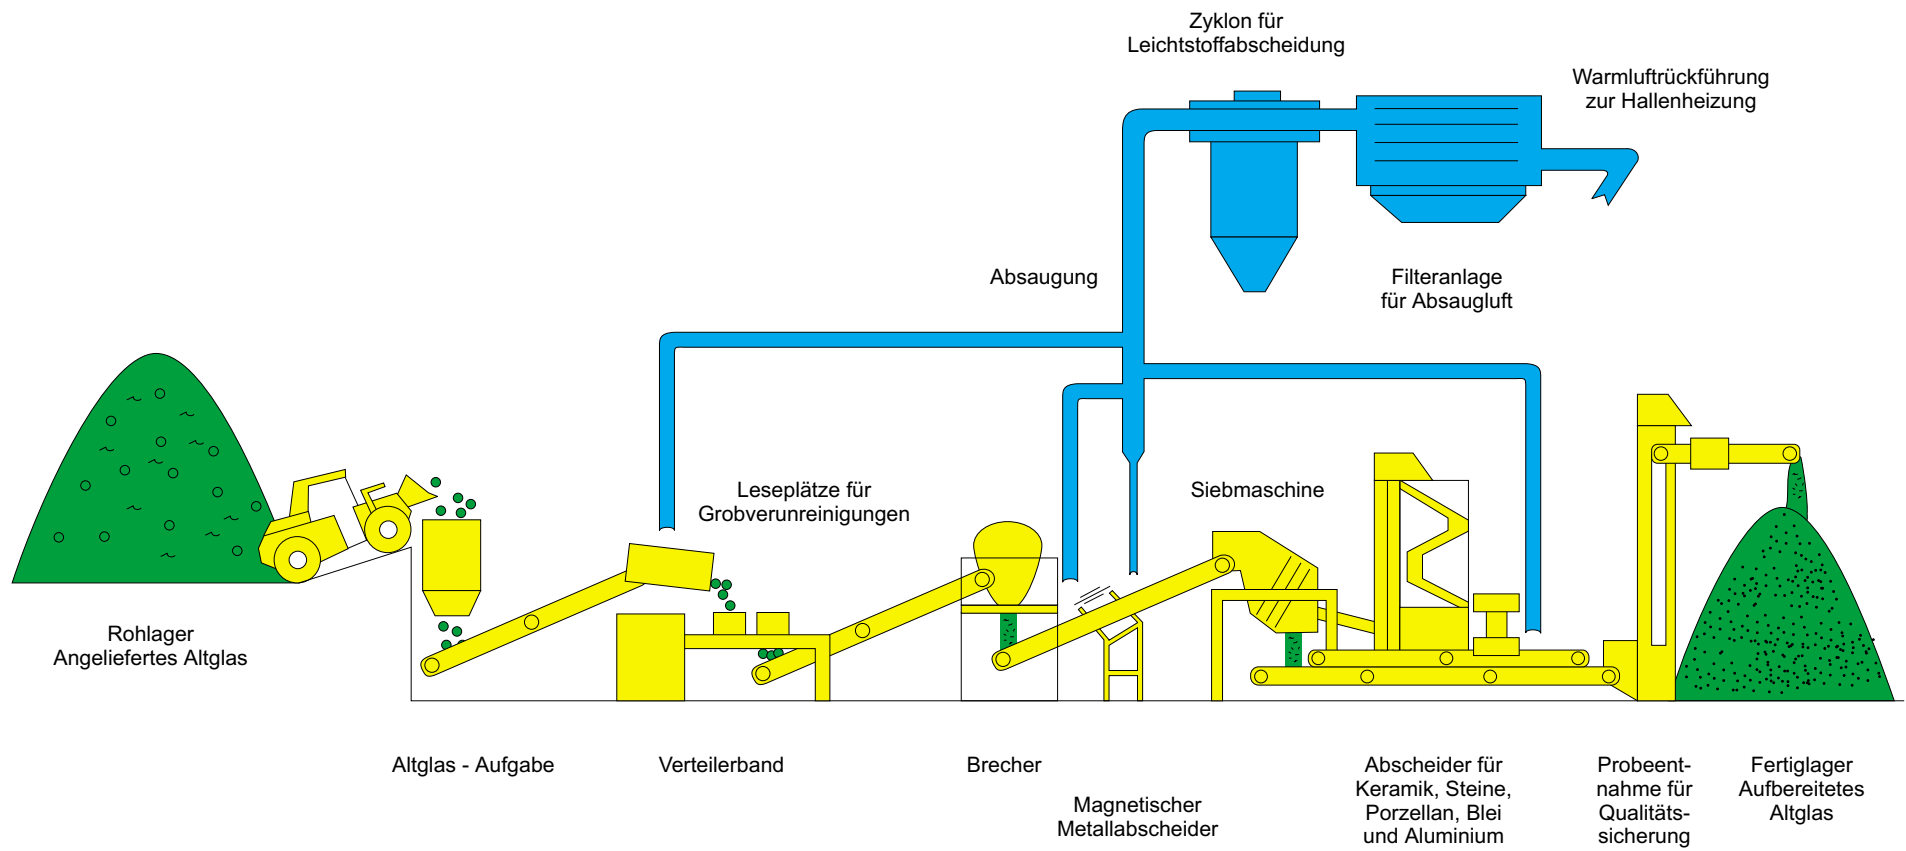 Zyklon für
Leichtstoffabscheidung
Warmluftrückführung
zur Hallenheizung
Absaugung
Filteranlage
für Absaugluft
Leseplätze für
Grobverunreinigungen
Siebmaschine
Rohlager
Angeliefertes Altglas
Altglas - Aufgabe
Verteilerband
Brecher
Magnetischer
Metallabscheider
Abscheider für
Keramik, Steine,
Porzellan, Blei
und Aluminium
Probeent-
nahme für
Qualitäts-
sicherung
Fertiglager
Aufbereitetes
Altglas